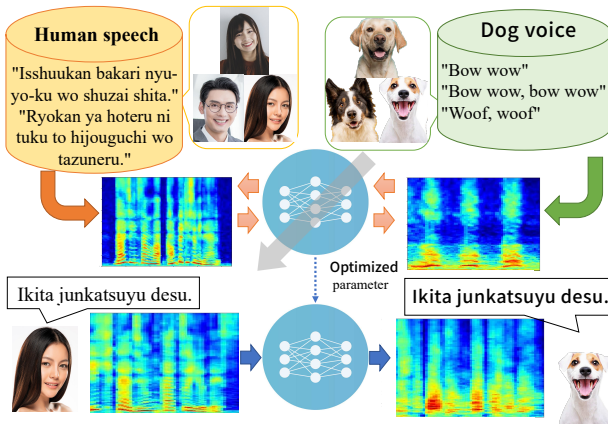 Human speech
"Isshuukan bakari nyu-
yo-ku wo shuzai shita."
"Ryokan ya hoteru ni
tuku to hijouguchi wo
tazuneru."
Dog voice
"Bow wow"
"Bow wow, bow wow"
"Woof, woof"
Optimized
parameter
Ikita junkatsuyu desu.
Ikita junkatsuyu desu.